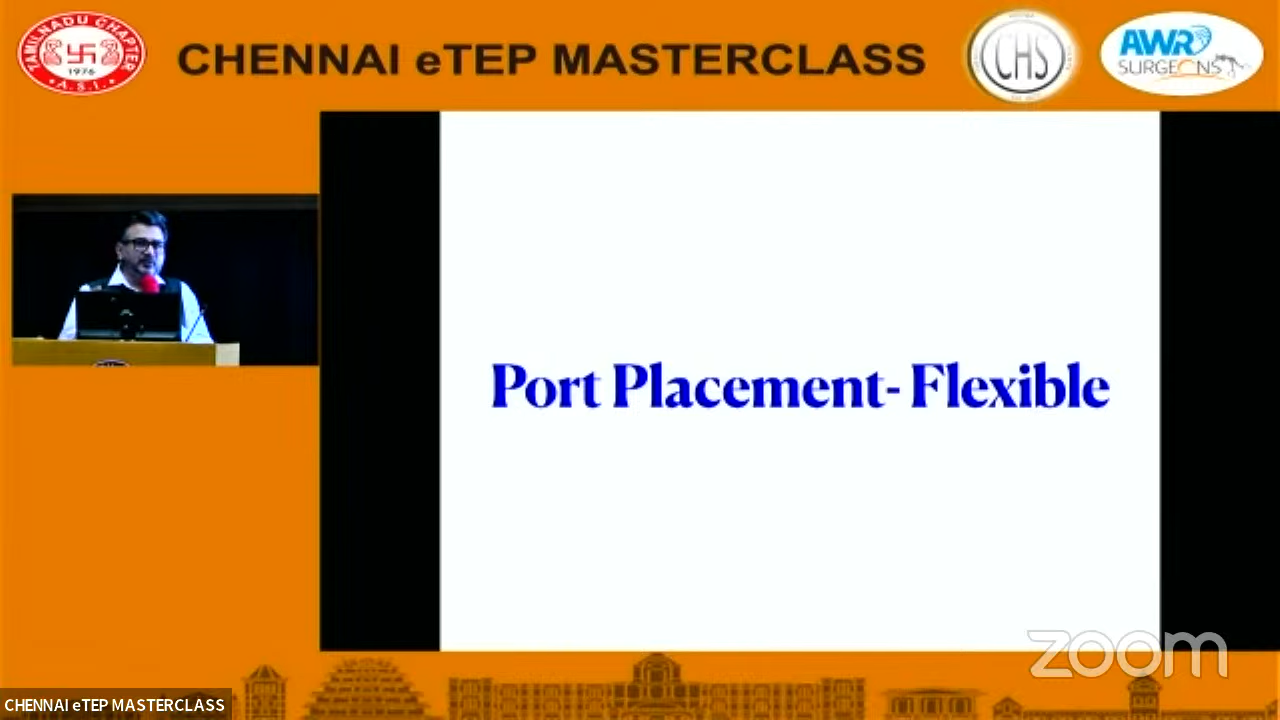 TAMILNADU CHAPTER
1976
A.S.I.
CHENNAI eTEP MASTERCLASS
CHS
AWR
SURGEONS
Port Placement- Flexible
zoom
CHENNAI eTEP MASTERCLASS